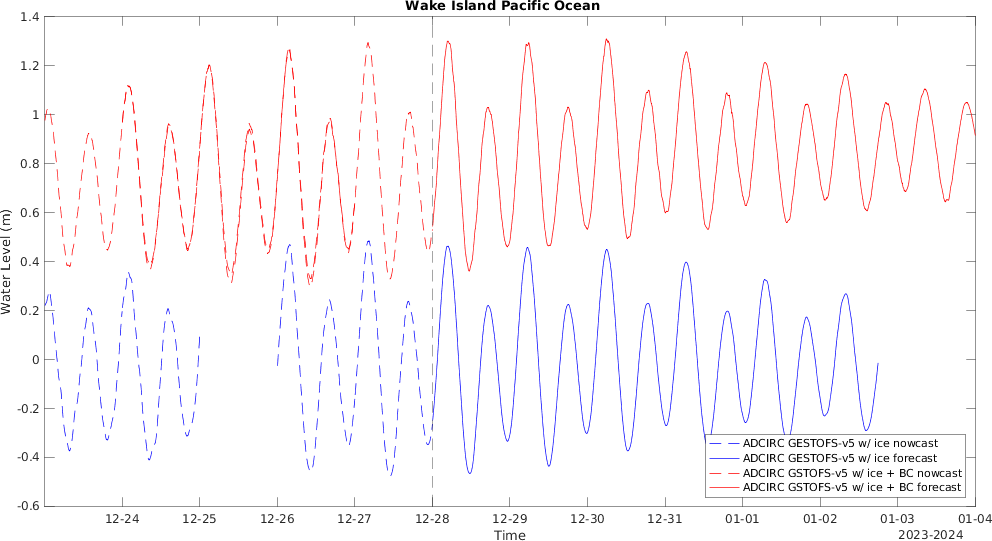 Wake Island Pacific Ocean
1.4
1.2
1
0.8
0.6
0.4
0.2
0
-0.2
-0.4
-0.6
Water Level (m)
ADCIRC GESTOFS-v5 w/ ice nowcast
ADCIRC GESTOFS-v5 w/ ice forecast
ADCIRC GSTOFS-v5 w/ ice + BC nowcast
ADCIRC GSTOFS-v5 w/ ice + BC forecast
12-24 12-25 12-26 12-27 12-28 12-29 12-30 12-31 01-01 01-02 01-03 01-04
Time
2023-2024